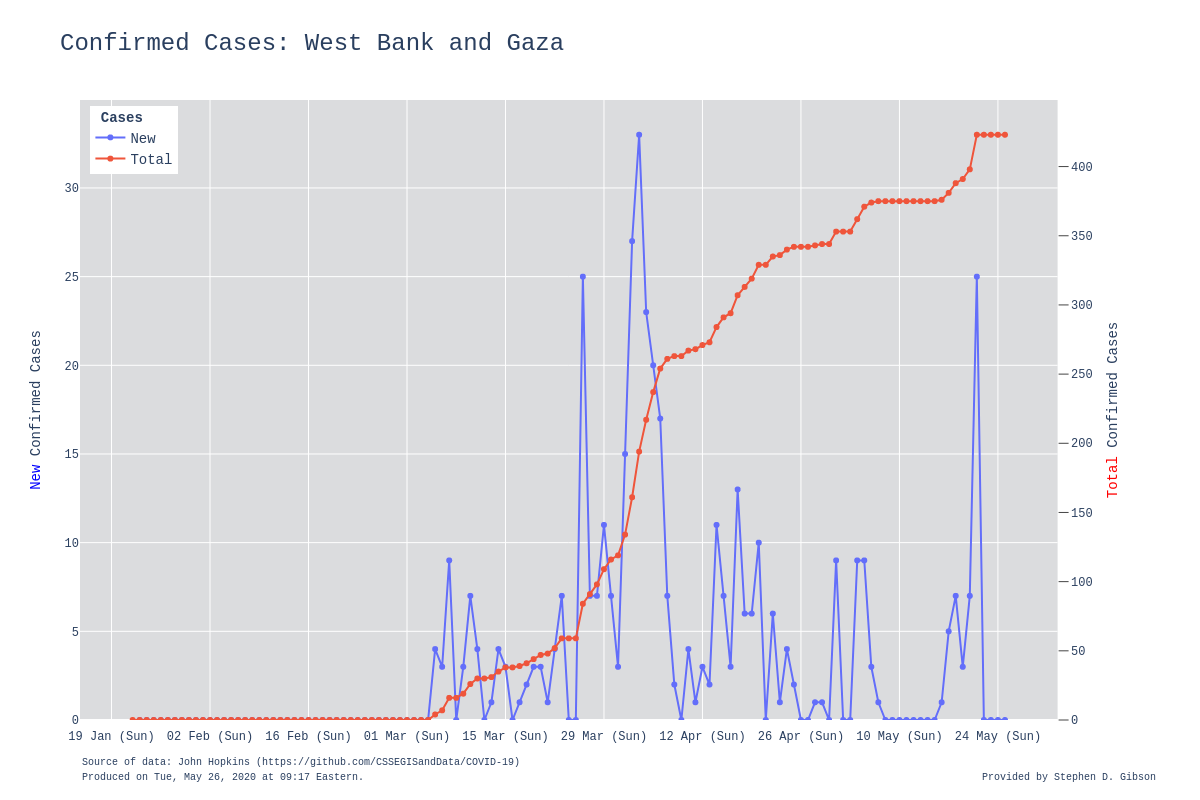 Confirmed Cases: West Bank and Gaza
Cases
New
Total
30
25
20
15
10
5
0
New Confirmed Cases
400
350
300
250
200
150
100
50
0
Total Confirmed Cases
19 Jan (Sun) 02 Feb (Sun) 16 Feb (Sun) 01 Mar (Sun) 15 Mar (Sun) 29 Mar (Sun) 12 Apr (Sun) 26 Apr (Sun) 10 May (Sun) 24 May (Sun)
Source of data: John Hopkins (https://github.com/CSSEGISandData/COVID-19)
Produced on Tue, May 26, 2020 at 09:17 Eastern.
Provided by Stephen D. Gibson